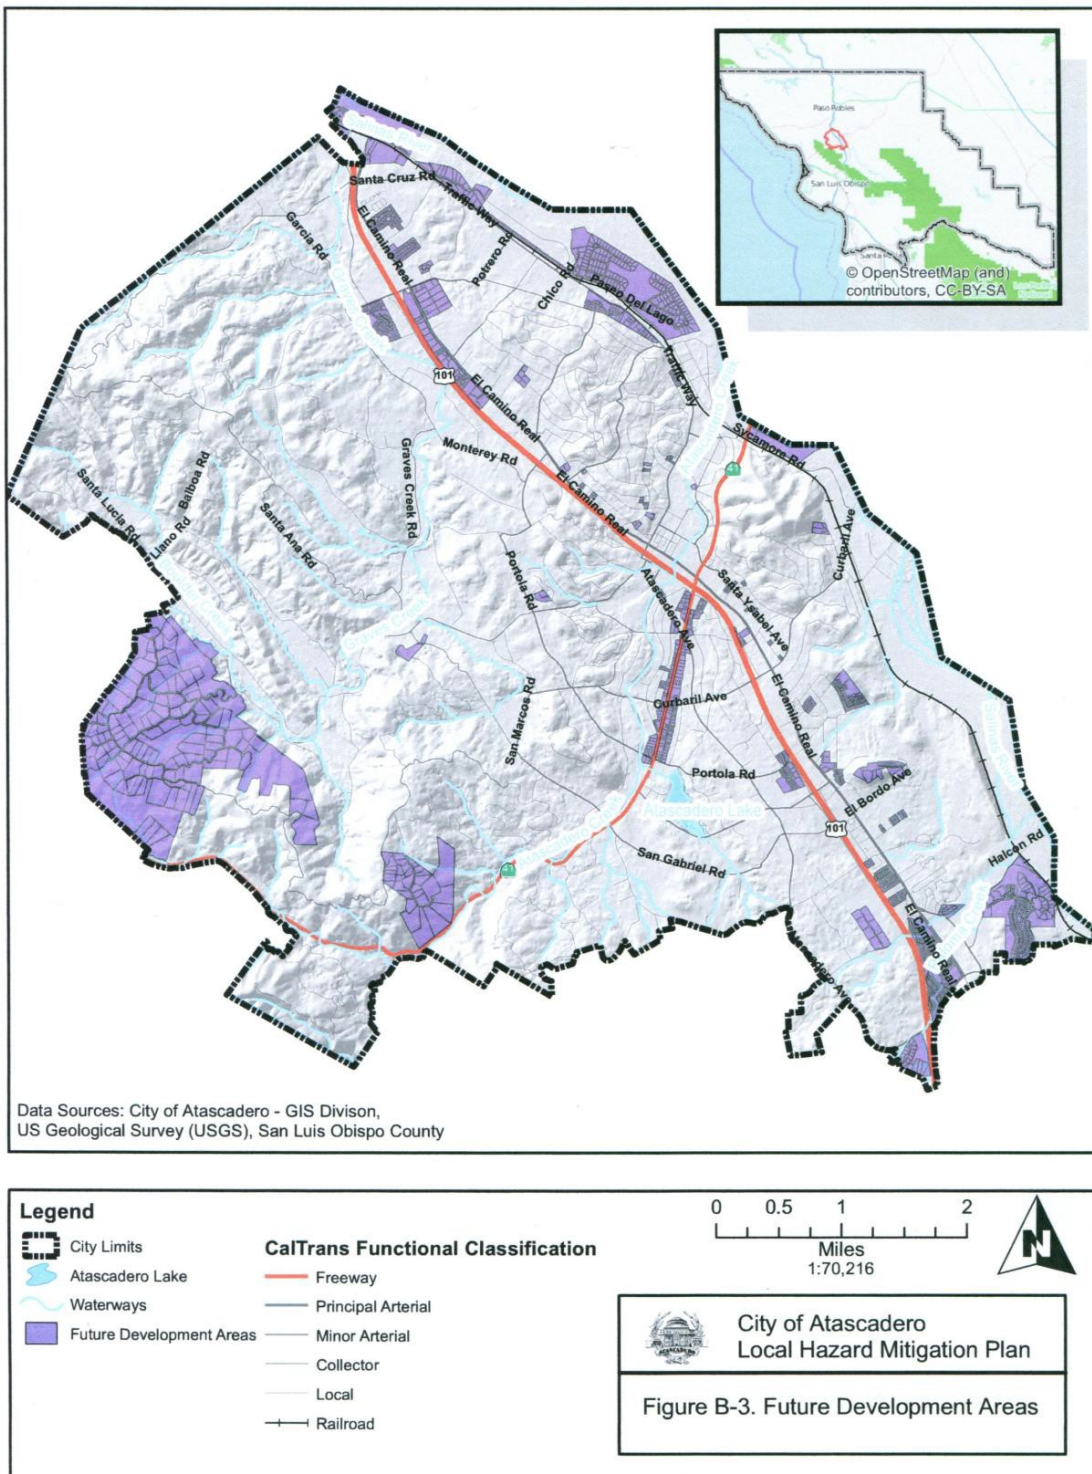 Paso Robles
San Luis Obispo
© OpenStreetMap (and)
contributors, CC-BY-SA
Santa Cruz Rd
Traffic Way
Garcia Rd
El Camino Real
Potrero Rd
Chico Rd
Paseo Del Lago
Traffic Way
101
El Camino Real
Monterey Rd
Graves Creek Rd
Sycamore Rd
41
El Camino Real
Santa Lucia Rd
Balboa Rd
Llano Rd
Santa Ana Rd
Curbaril Ave
Portola Rd
Atascadero Ave
Santa Ysabel Ave
Curbaril Ave
El Camino Real
San Marcos Rd
Portola Rd
El Bordo Ave
Atascadero Lake
101
Atascadero Creek
41
San Gabriel Rd
Halcon Rd
El Camino Real
Data Sources: City of Atascadero - GIS Divison,
US Geological Survey (USGS), San Luis Obispo County
Legend
City Limits
Atascadero Lake
Waterways
Future Development Areas
CalTrans Functional Classification
Freeway
Principal Arterial
Minor Arterial
Collector
Local
Railroad
0 0.5 1 2
Miles
1:70,216
N
City of Atascadero
Local Hazard Mitigation Plan
Figure B-3. Future Development Areas